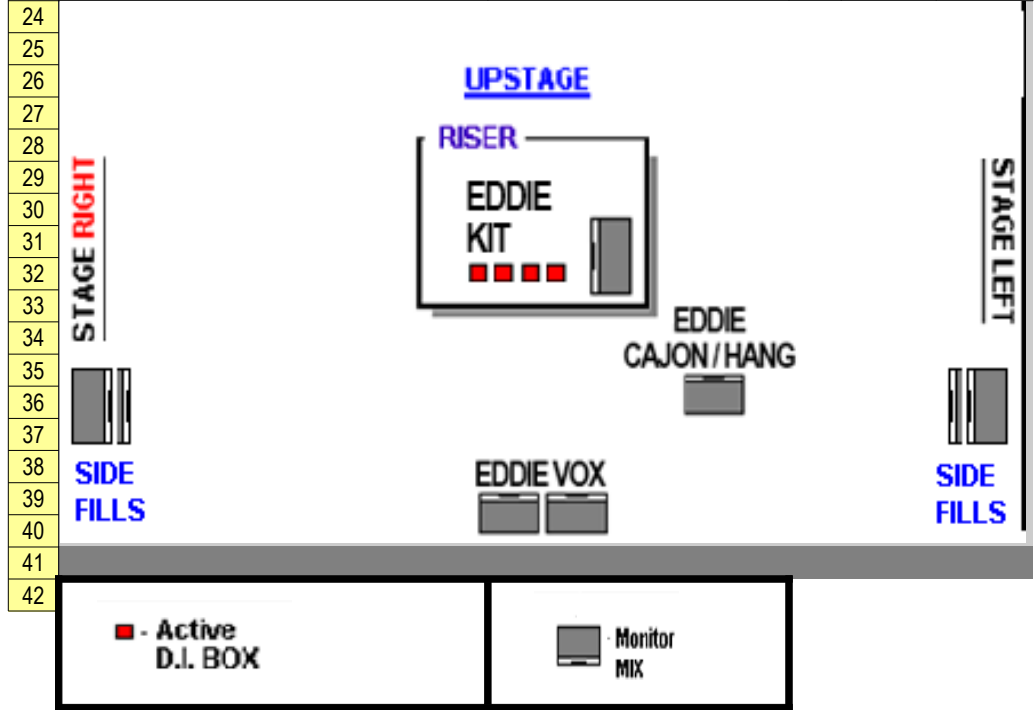 24
25
26
27
28
29
30
31
32
33
34
35
36
37
38
39
40
41
42
UPSTAGE
RISER
EDDIE
KIT
STAGE RIGHT
STAGE LEFT
EDDIE
CAJON / HANG
SIDE
FILLS
EDDIE VOX
SIDE
FILLS
- Active
D.I. BOX
- Monitor
MIX